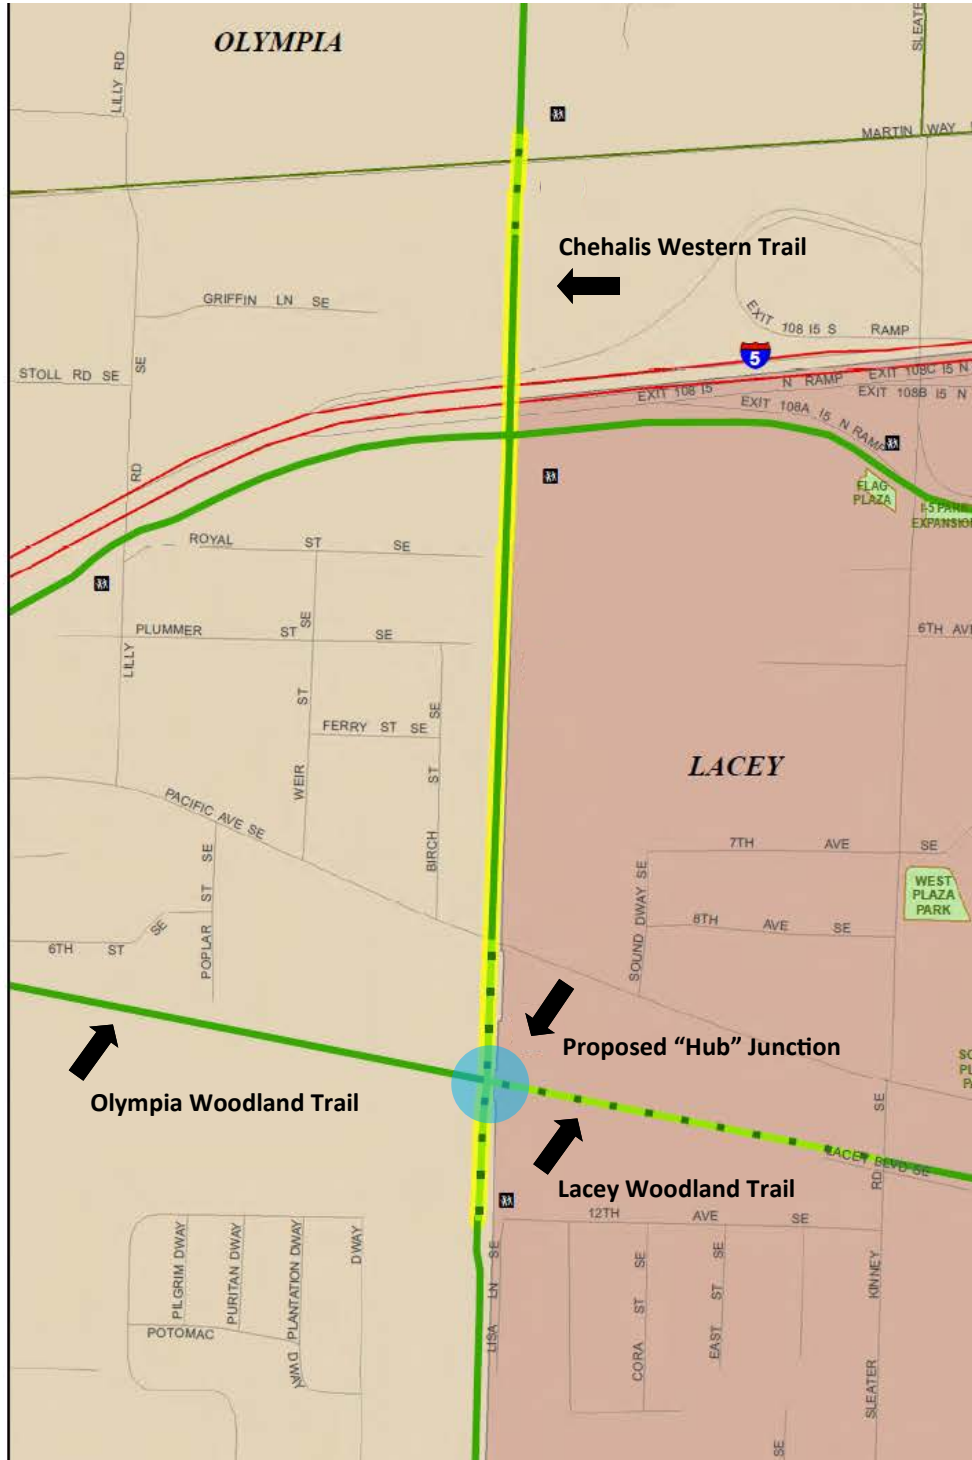 OLYMPIA
LILLY RD
SLEATE
MARTIN WAY
Chehalis Western Trail
GRIFFIN LN SE
EXIT 108 I5 S RAMP
5
STOLL RD SE
SE
EXIT 108C I5 N
N RAMP
EXIT 108 I5
EXIT 108B I5 N
EXIT 108A I5 N RAMP
RD
FLAG
PLAZA
I-5 PARK
EXPANSION
ROYAL ST SE
PLUMMER ST SE
6TH AVE
LILLY
WEIR ST SE
FERRY ST SE
BIRCH ST SE
LACEY
PACIFIC AVE SE
7TH AVE SE
WEST
PLAZA
PARK
SOUND DWAY SE
8TH AVE SE
POPLAR ST SE
6TH ST SE
Proposed “Hub” Junction
Olympia Woodland Trail
SE
LACEY BLVD SE
RD
Lacey Woodland Trail
12TH AVE SE
PILGRIM DWAY
PURITAN DWAY
PLANTATION DWAY
DWAY
POTOMAC
DWAY
LISA LN SE
CORA ST SE
EAST ST SE
KINNEY
SLEATER
SE